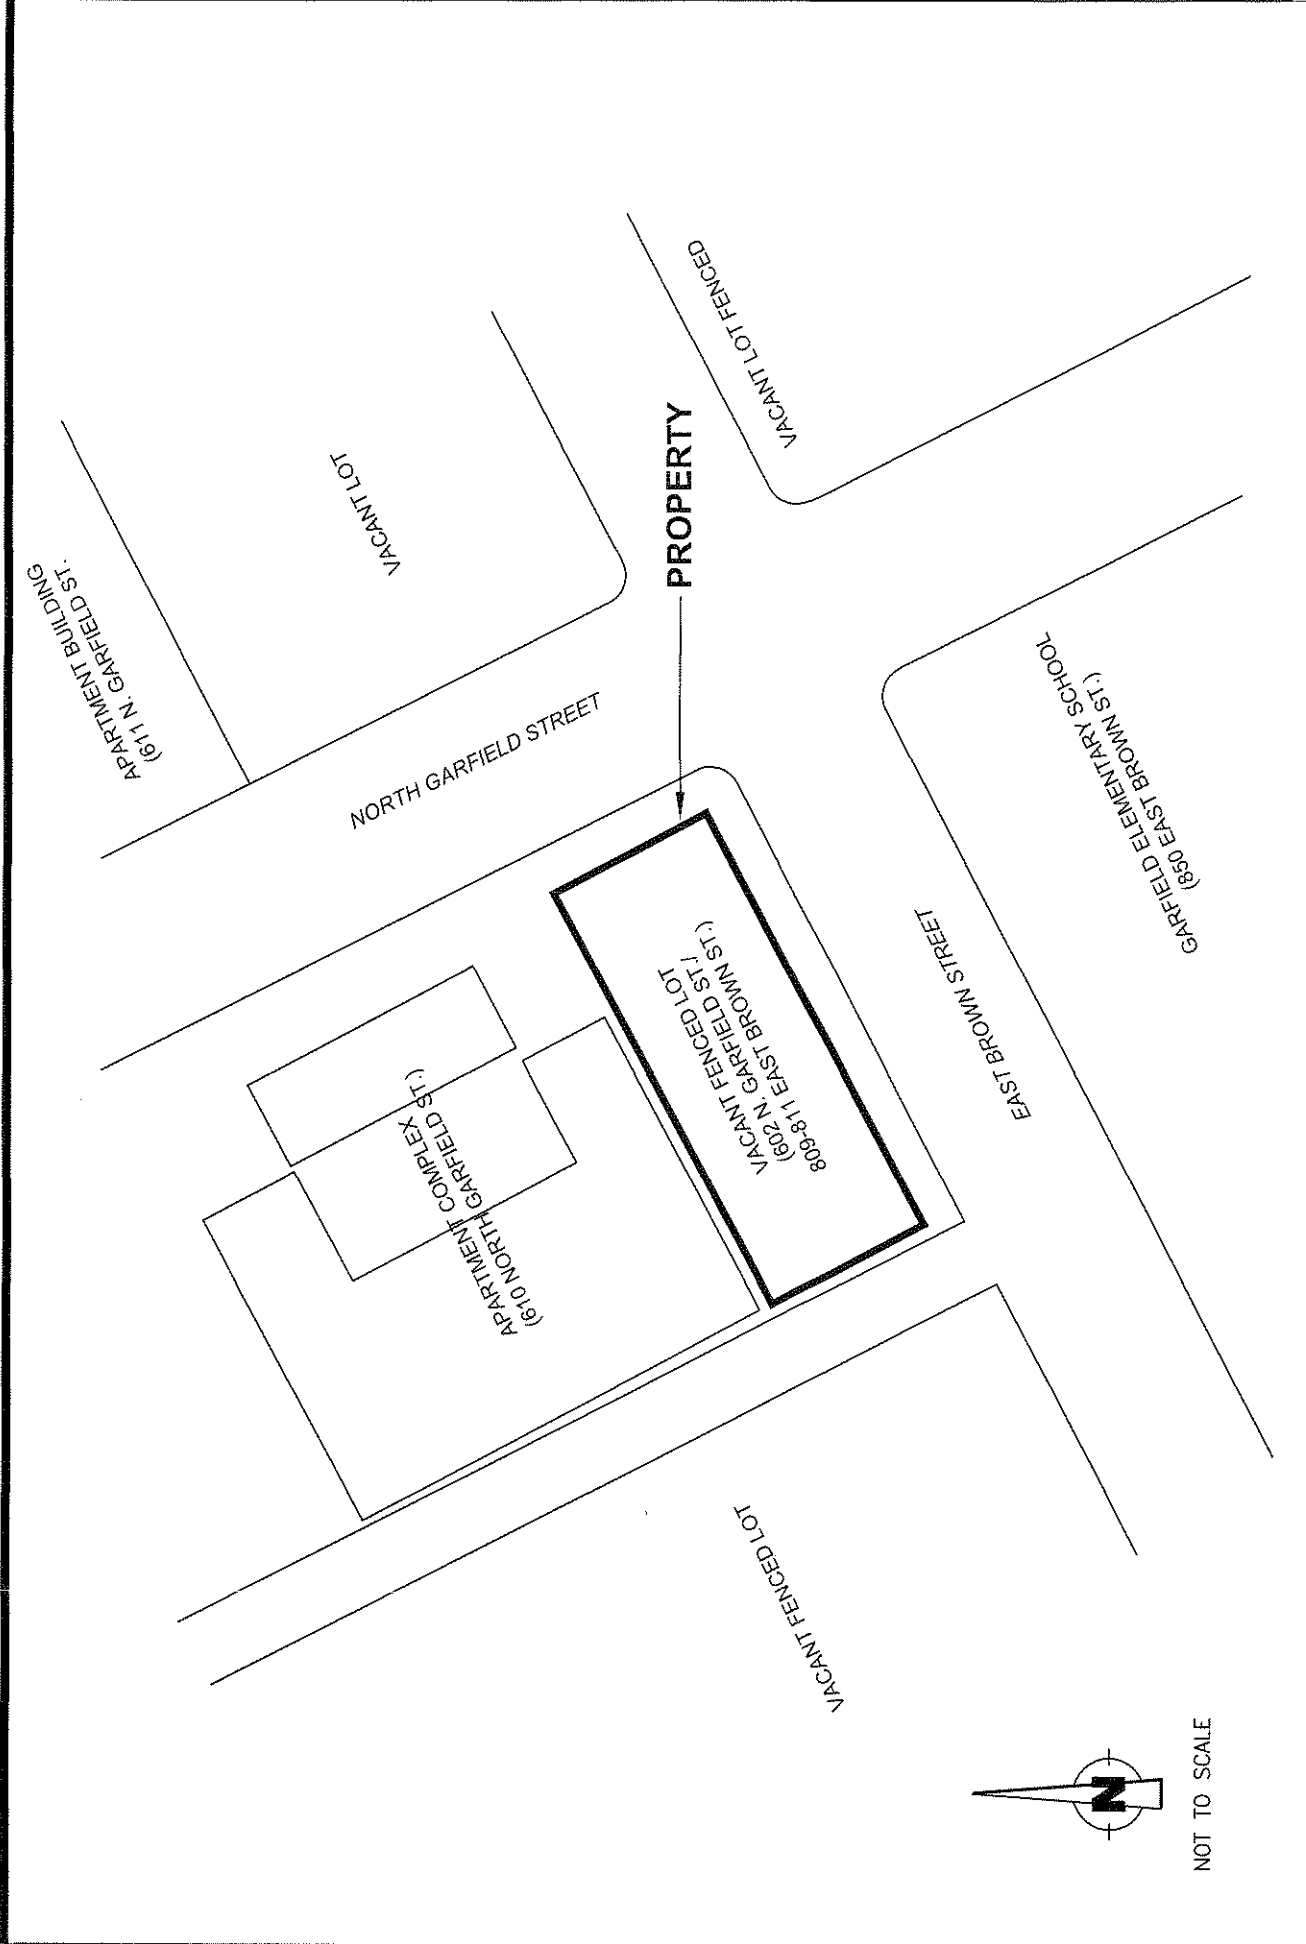 APARTMENT BUILDING
(611 N. GARFIELD ST.
VACANT LOT
NORTH GARFIELD STREET
VACANT LOT FENCED
PROPERTY
APARTMENT COMPLEX
(610 NORTH GARFIELD ST.)
VACANT FENCED LOT
(602 N. GARFIELD ST./
809-811 EAST BROWN ST.)
EAST BROWN STREET
GARFIELD ELEMENTARY SCHOOL
(850 EAST BROWN ST.)
VACANT FENCED LOT
N
NOT TO SCALE